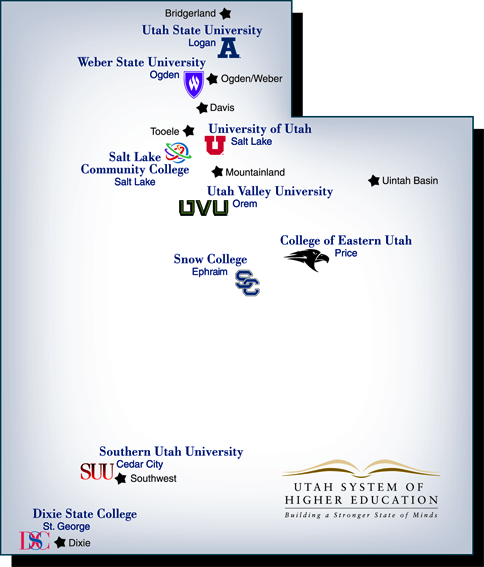 Bridgerland
Utah State University
Logan
A
Weber State University
Ogden
W
Ogden/Weber
Davis
Tooele
University of Utah
Salt Lake
U
Salt Lake
Community College
Salt Lake
Mountainland
Uintah Basin
Utah Valley University
Orem
UVU
College of Eastern Utah
Price
Snow College
Ephraim
SC
Southern Utah University
SUU
Cedar City
Southwest
UTAH SYSTEM OF
HIGHER EDUCATION
Building a Stronger State of Minds
Dixie State College
St. George
DSC
Dixie